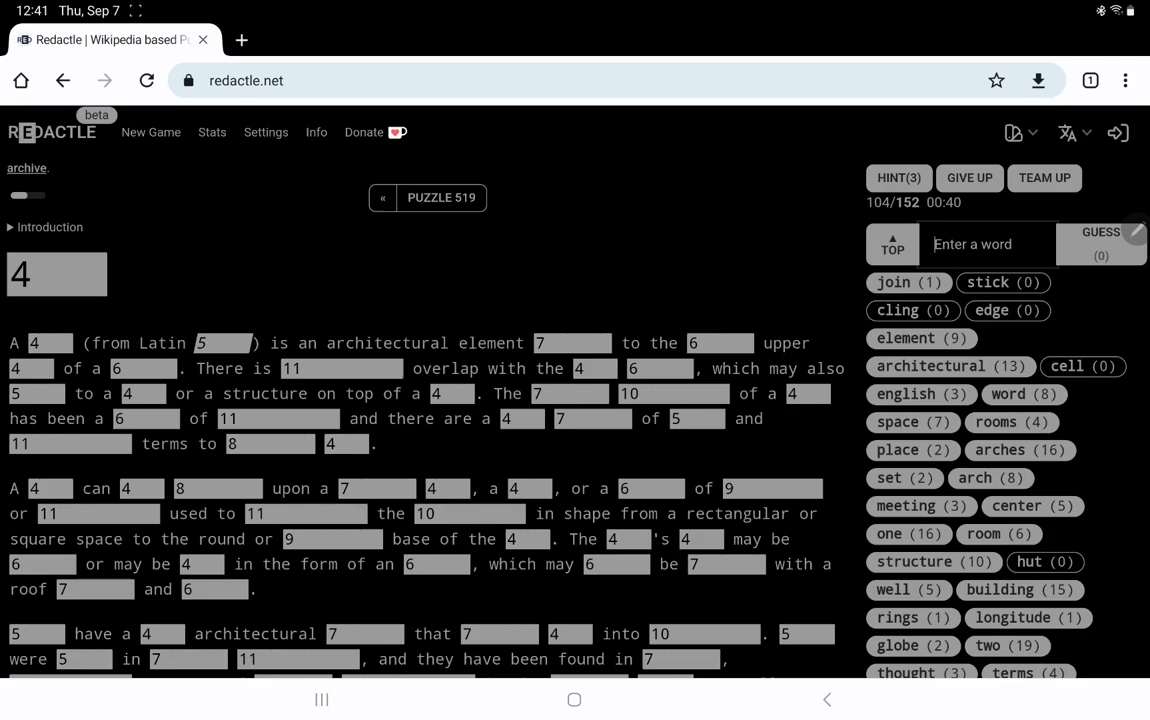 12:41 Thu, Sep 7
Redactle | Wikipedia based Pu
redactle.net
beta
REDACTLE New Game Stats Settings Info Donate
archive.
« PUZZLE 519
Introduction
4
A 4 (from Latin 5 ) is an architectural element 7 to the 6 upper
4 of a 6 . There is 11 overlap with the 4 6 , which may also
5 to a 4 or a structure on top of a 4 . The 7 10 of a 4
has been a 6 of 11 and there are a 4 7 of 5 and
11 terms to 8 4 .
A 4 can 4 8 upon a 7 4 , a 4 , or a 6 of 9
or 11 used to 11 the 10 in shape from a rectangular or
square space to the round or 9 base of the 4 . The 4 's 4 may be
6 or may be 4 in the form of an 6 , which may 6 be 7 with a
roof 7 and 6 .
5 have a 4 architectural 7 that 7 4 into 10 . 5
were 5 in 7 11 , and they have been found in 7 ,
HINT(3) GIVE UP TEAM UP
104/152 00:40
▲ TOP Enter a word GUESS (0)
join (1) stick (0)
cling (0) edge (0)
element (9)
architectural (13) cell (0)
english (3) word (8)
space (7) rooms (4)
place (2) arches (16)
set (2) arch (8)
meeting (3) center (5)
one (16) room (6)
structure (10) hut (0)
well (5) building (15)
rings (1) longitude (1)
globe (2) two (19)
thought (3) terms (4)